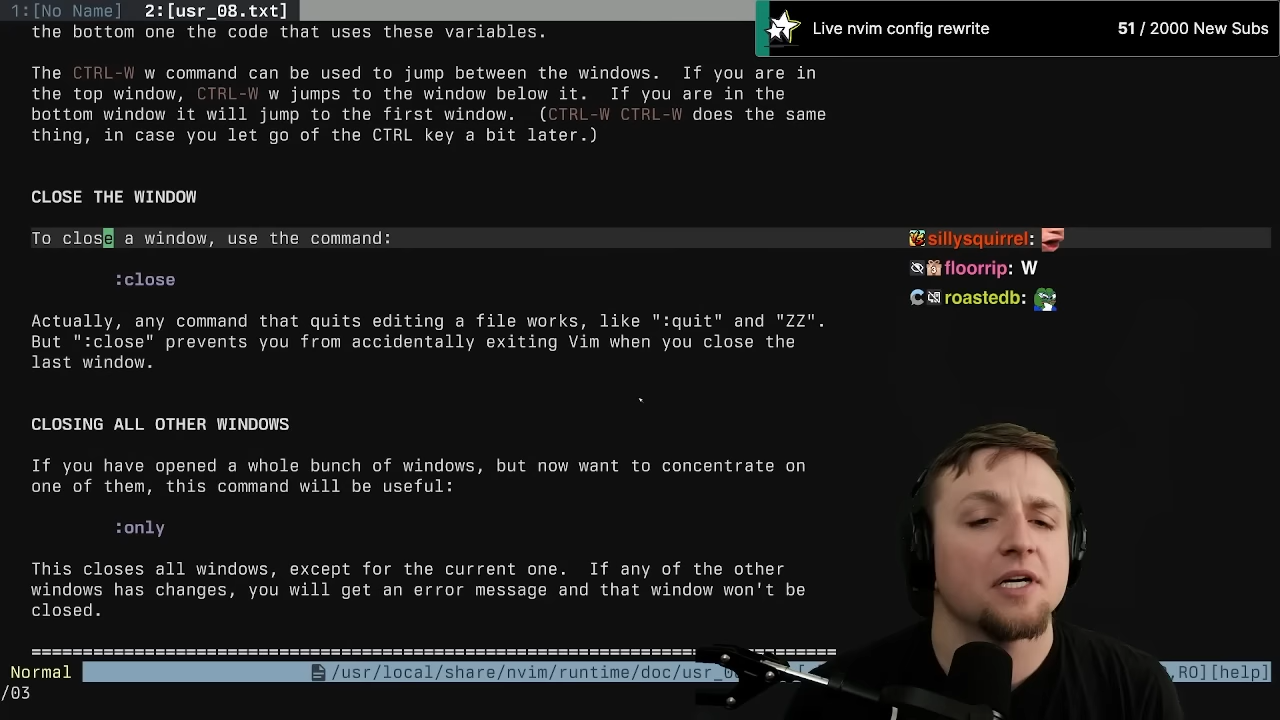 1:[No Name]  2:[usr_08.txt]
Live nvim config rewrite 51 / 2000 New Subs
the bottom one the code that uses these variables.
The CTRL-W w command can be used to jump between the windows.  If you are in
the top window, CTRL-W w jumps to the window below it.  If you are in the
bottom window it will jump to the first window.  (CTRL-W CTRL-W does the same
thing, in case you let go of the CTRL key a bit later.)
CLOSE THE WINDOW
To close a window, use the command:
:close
Actually, any command that quits editing a file works, like ":quit" and "ZZ".
But ":close" prevents you from accidentally exiting Vim when you close the
last window.
CLOSING ALL OTHER WINDOWS
If you have opened a whole bunch of windows, but now want to concentrate on
one of them, this command will be useful:
:only
This closes all windows, except for the current one.  If any of the other
windows has changes, you will get an error message and that window won't be
closed.
==============================================================================
sillysquirrel:
floorrip: W
roastedb:
Normal /usr/local/share/nvim/runtime/doc/usr_0 ,RO][help]
/03